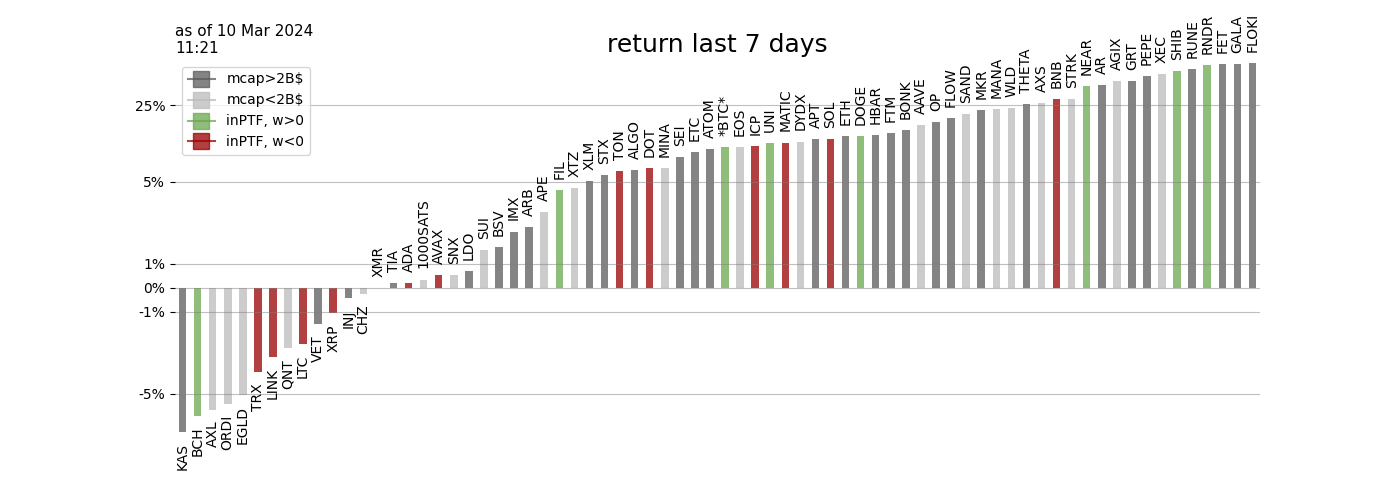 as of 10 Mar 2024
11:21
return last 7 days
mcap>2B$
mcap<2B$
inPTF, w>0
inPTF, w<0
25%
5%
1%
0%
-1%
-5%
KAS
BCH
AXL
ORDI
EGLD
TRX
LINK
QNT
LTC
VET
XRP
INJ
CHZ
XMR
TIA
ADA
1000SATS
AVAX
SNX
LDO
SUI
BSV
IMX
ARB
APE
FIL
XTZ
XLM
STX
TON
ALGO
DOT
MINA
SEI
ETC
ATOM
*BTC*
EOS
ICP
UNI
MATIC
DYDX
APT
SOL
ETH
DOGE
HBAR
FTM
BONK
AAVE
OP
FLOW
SAND
MKR
MANA
WLD
THETA
AXS
BNB
STRK
NEAR
AR
AGIX
GRT
PEPE
XEC
SHIB
RUNE
RNDR
FET
GALA
FLOKI